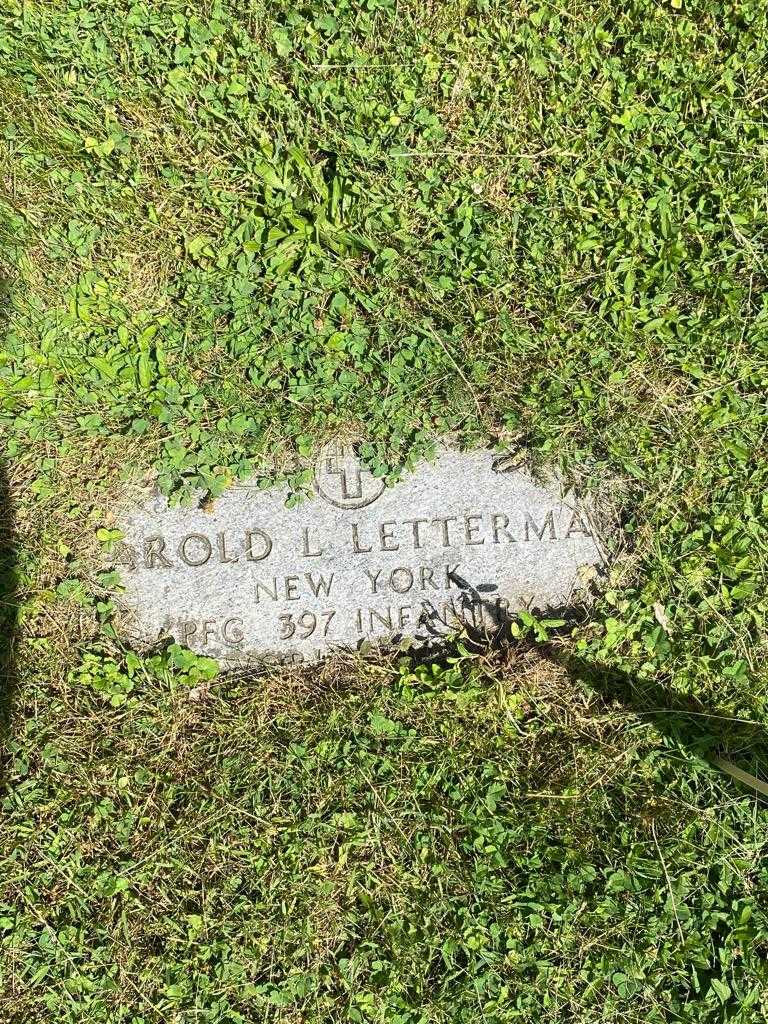 AROLD L LETTERMA
NEW YORK
PFC 397 INFANTRY